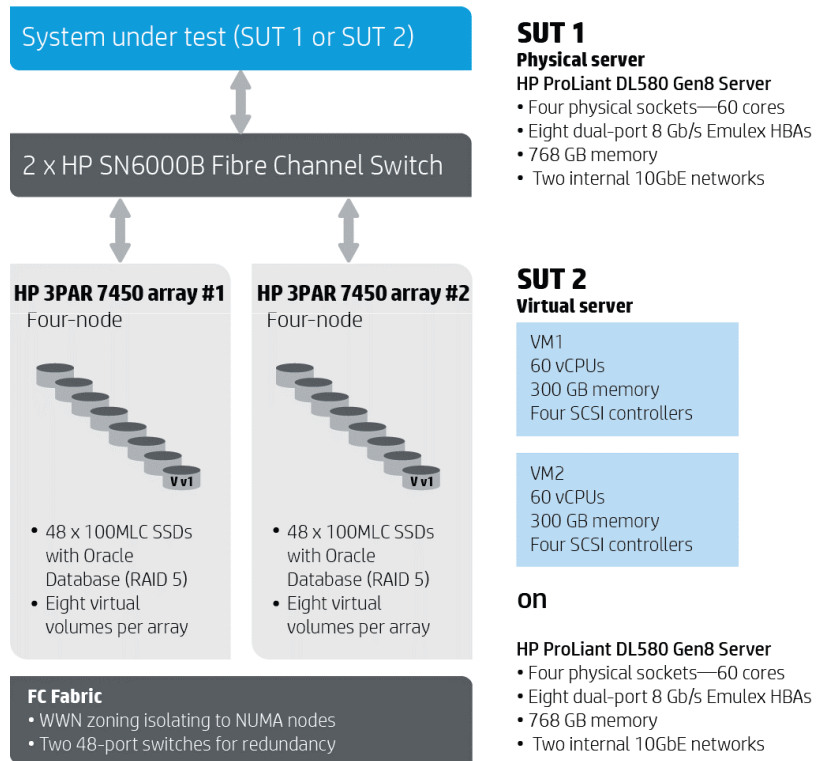 System under test (SUT 1 or SUT 2)
2 x HP SN6000B Fibre Channel Switch
HP 3PAR 7450 array #1
Four-node
V v1
• 48 x 100MLC SSDs
with Oracle
Database (RAID 5)
• Eight virtual
volumes per array
HP 3PAR 7450 array #2
Four-node
V v1
• 48 x 100MLC SSDs
with Oracle
Database (RAID 5)
• Eight virtual
volumes per array
FC Fabric
• WWN zoning isolating to NUMA nodes
• Two 48-port switches for redundancy
SUT 1
Physical server
HP ProLiant DL580 Gen8 Server
• Four physical sockets—60 cores
• Eight dual-port 8 Gb/s Emulex HBAs
• 768 GB memory
• Two internal 10GbE networks
SUT 2
Virtual server
VM1
60 vCPUs
300 GB memory
Four SCSI controllers
VM2
60 vCPUs
300 GB memory
Four SCSI controllers
on
HP ProLiant DL580 Gen8 Server
• Four physical sockets—60 cores
• Eight dual-port 8 Gb/s Emulex HBAs
• 768 GB memory
• Two internal 10GbE networks